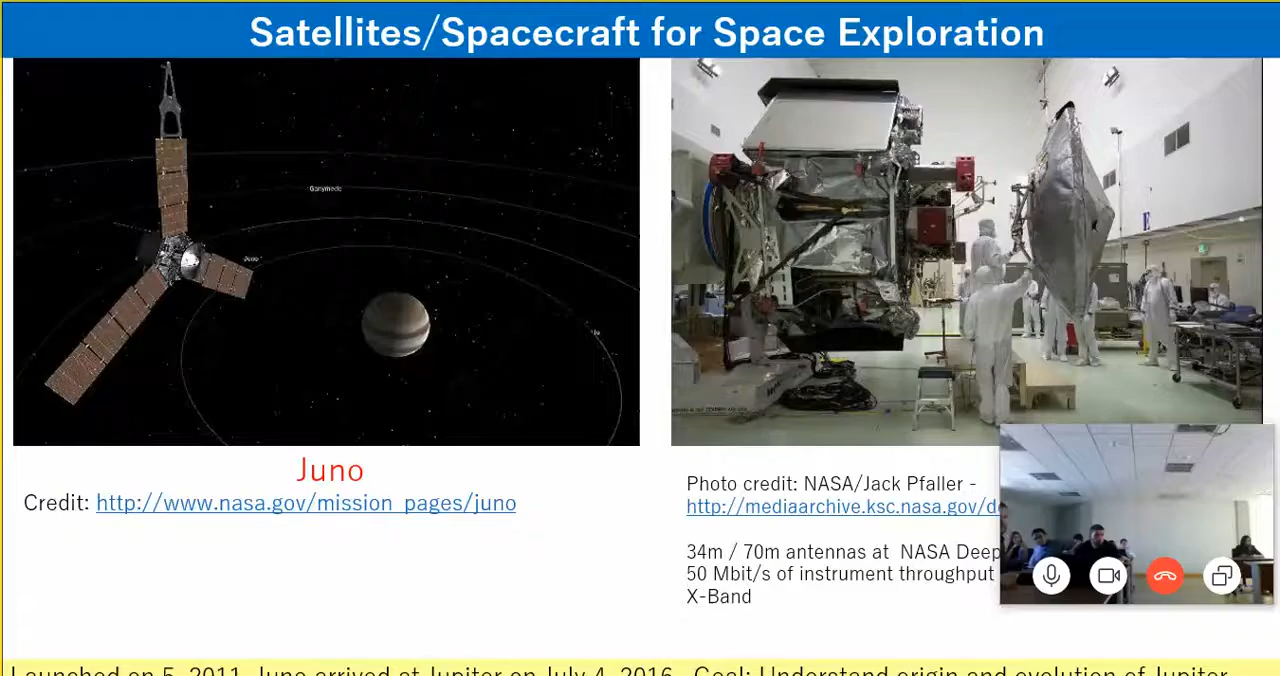 Satellites/Spacecraft for Space Exploration
Ganymede
Juno
Juno
Credit: http://www.nasa.gov/mission_pages/juno
Photo credit: NASA/Jack Pfaller -
http://mediaarchive.ksc.nasa.gov/de
34m / 70m antennas at NASA Deep
50 Mbit/s of instrument throughput
X-Band
Launched on 5, 2011, Juno arrived at Jupiter on July 4, 2016. Goal: Understand origin and evolution of Jupiter